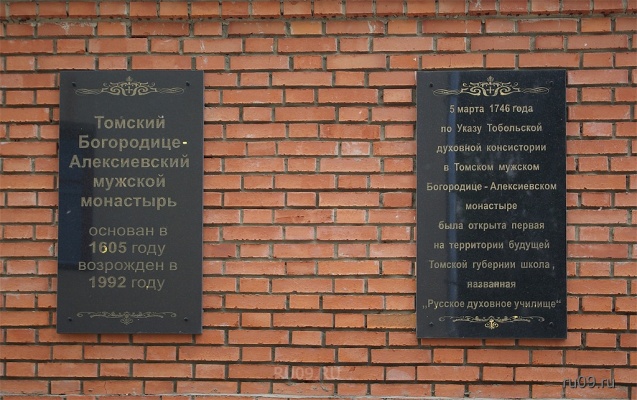 Томский
Богородице-
Алексиевский
мужской
монастырь
основан в
1605 году
возрожден в
1992 году
5 марта 1746 года
по Указу Тобольской
духовной консистории
в Томском мужском
Богородице - Алексиевском
монастыре
была открыта первая
на территории будущей
Томской губернии школа,
названная
„Русское духовное училище“
RU09.RU
ru09.ru